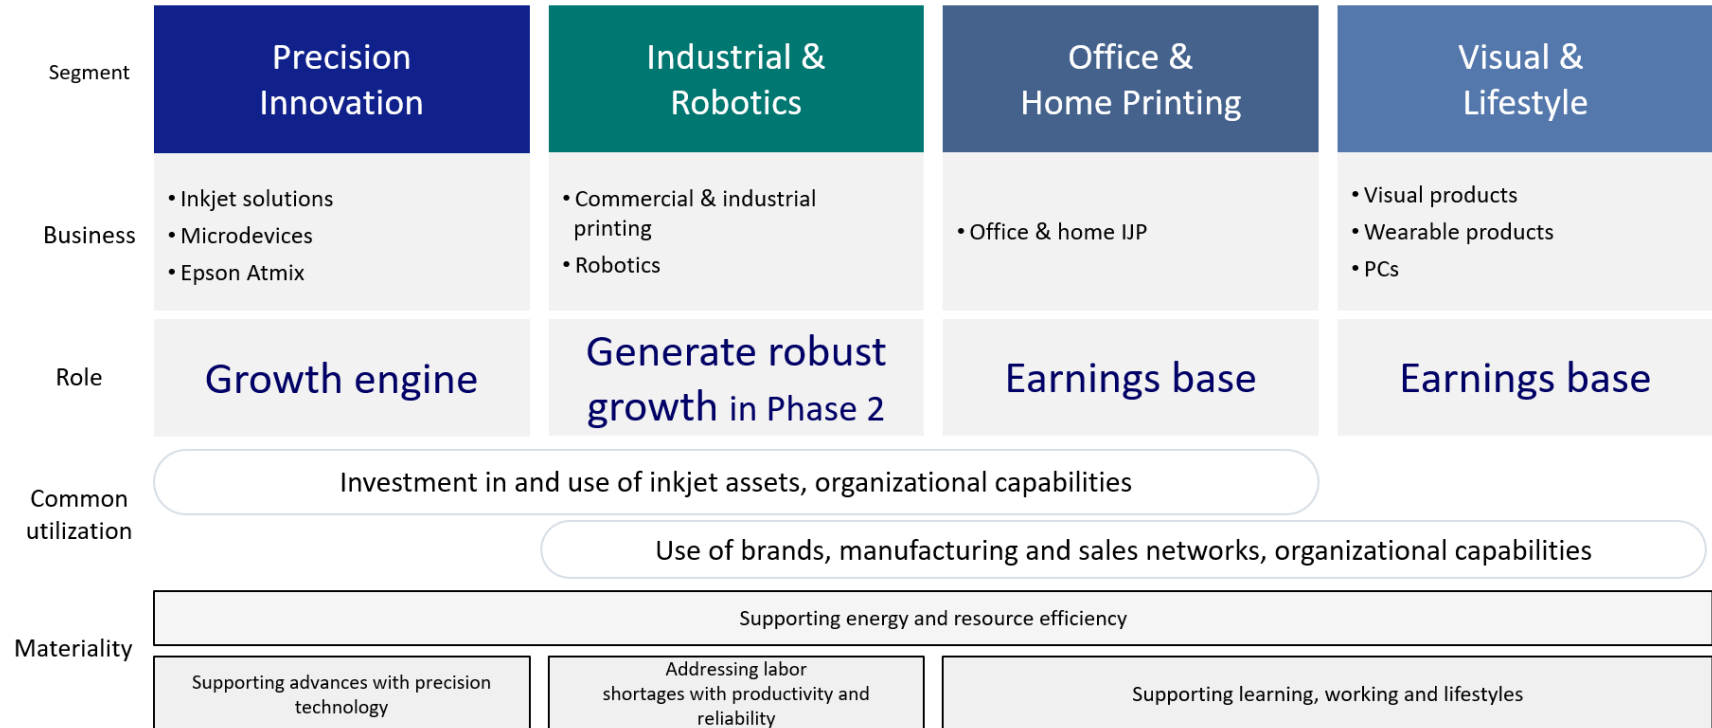 Segment
Precision
Innovation
Industrial &
Robotics
Office &
Home Printing
Visual &
Lifestyle
Business
• Inkjet solutions
• Microdevices
• Epson Atmix
• Commercial & industrial
printing
• Robotics
• Office & home IJP
• Visual products
• Wearable products
• PCs
Role
Growth engine
Generate robust
growth in Phase 2
Earnings base
Earnings base
Common
utilization
Investment in and use of inkjet assets, organizational capabilities
Use of brands, manufacturing and sales networks, organizational capabilities
Materiality
Supporting energy and resource efficiency
Supporting advances with precision
technology
Addressing labor
shortages with productivity and
reliability
Supporting learning, working and lifestyles